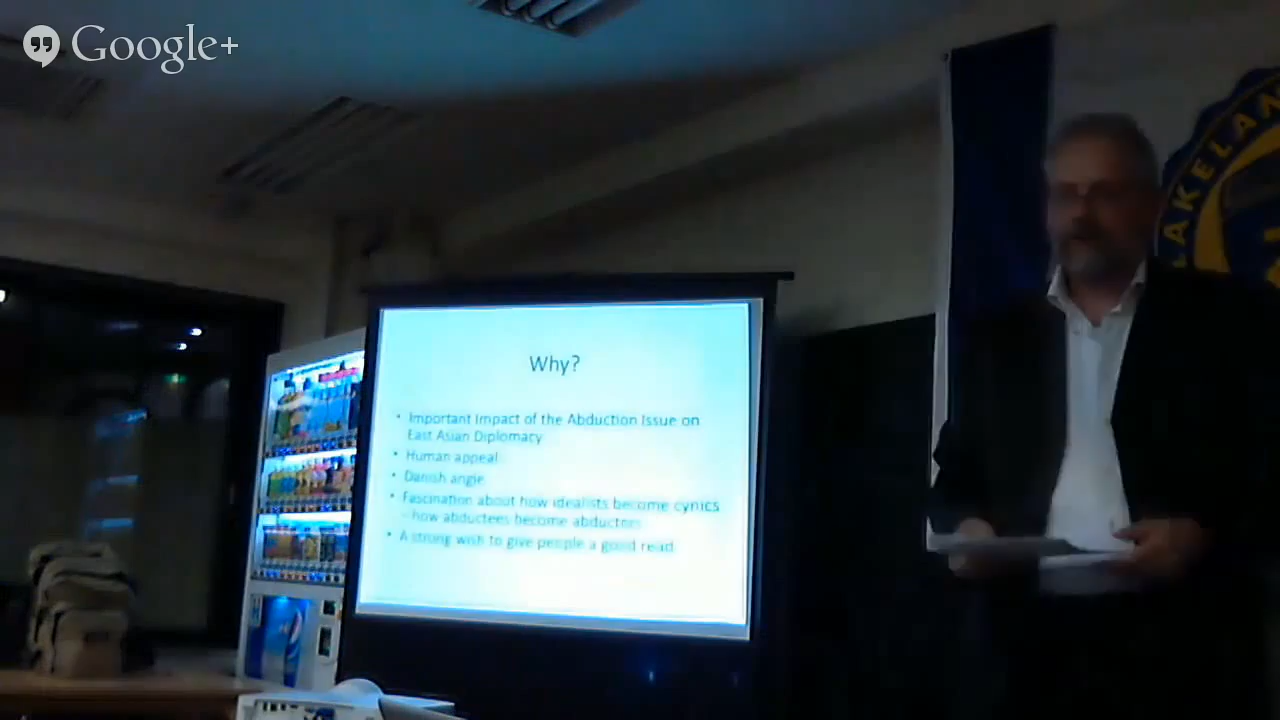 Google+
LAKELAN
Why?
• Important Impact of the Abduction Issue on
East Asian Diplomacy
• Human appeal
• Danish angle
• Fascination about how idealists become cynics
- how abductees become abductors
• A strong wish to give people a good read